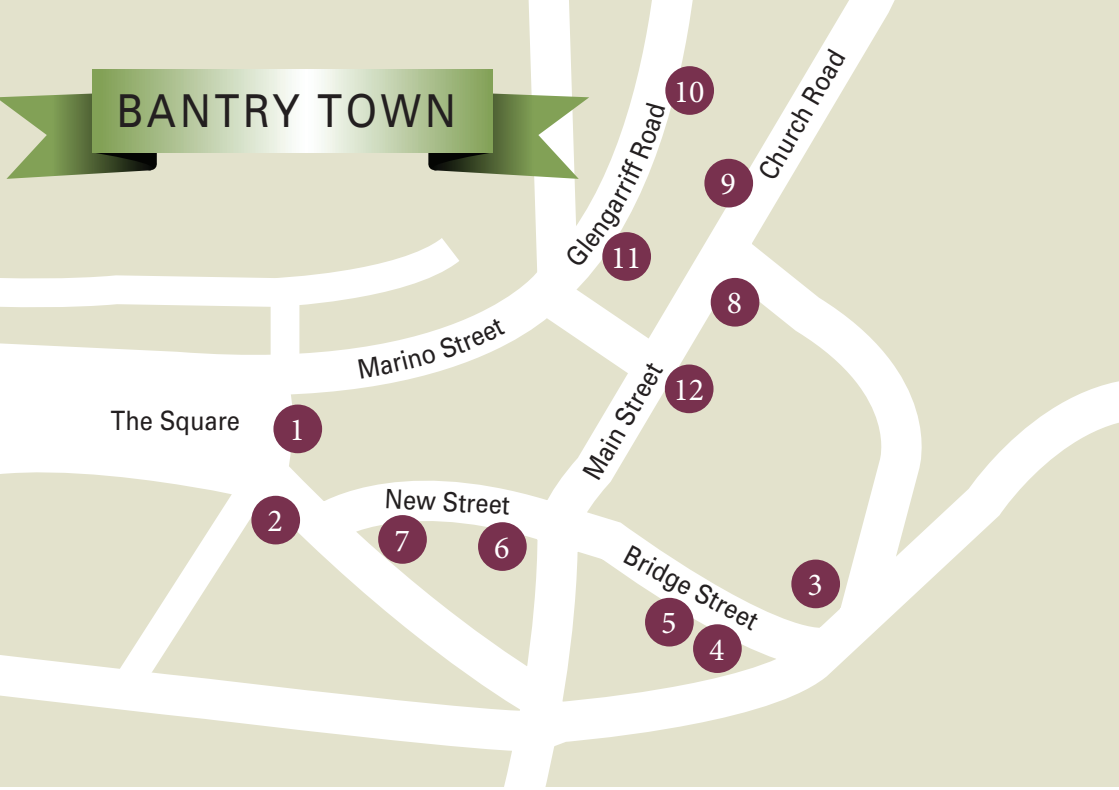 BANTRY TOWN
10
Church Road
Glengarriff Road
9
11
8
Marino Street
12
Main Street
The Square
1
New Street
2
7
6
Bridge Street
3
5
4